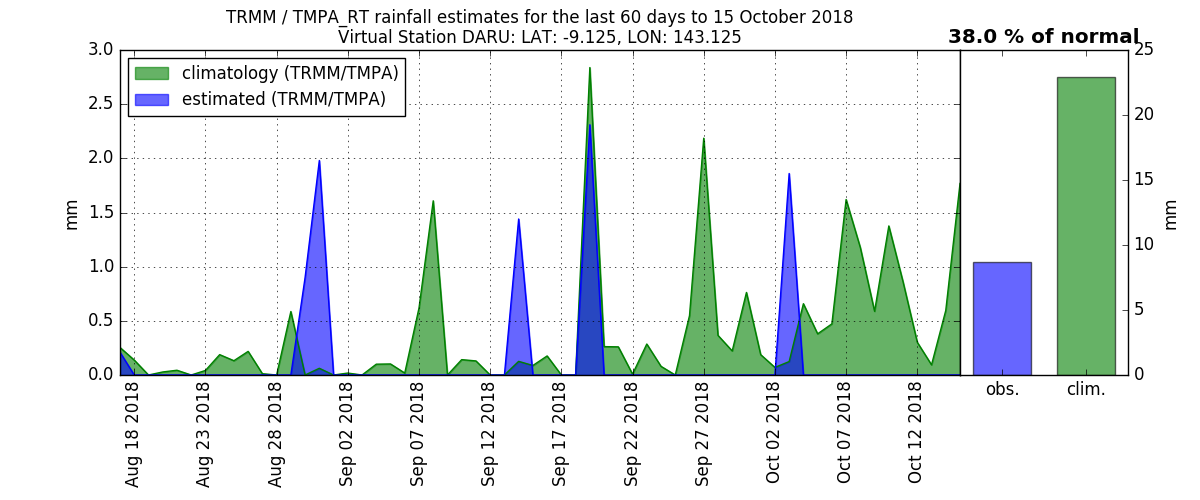 TRMM / TMPA_RT rainfall estimates for the last 60 days to 15 October 2018
Virtual Station DARU: LAT: -9.125, LON: 143.125
38.0 % of normal
climatology (TRMM/TMPA)
estimated (TRMM/TMPA)
3.0
2.5
2.0
1.5
1.0
0.5
0.0
mm
Aug 18 2018
Aug 23 2018
Aug 28 2018
Sep 02 2018
Sep 07 2018
Sep 12 2018
Sep 17 2018
Sep 22 2018
Sep 27 2018
Oct 02 2018
Oct 07 2018
Oct 12 2018
obs.
clim.
25
20
15
10
5
0
mm